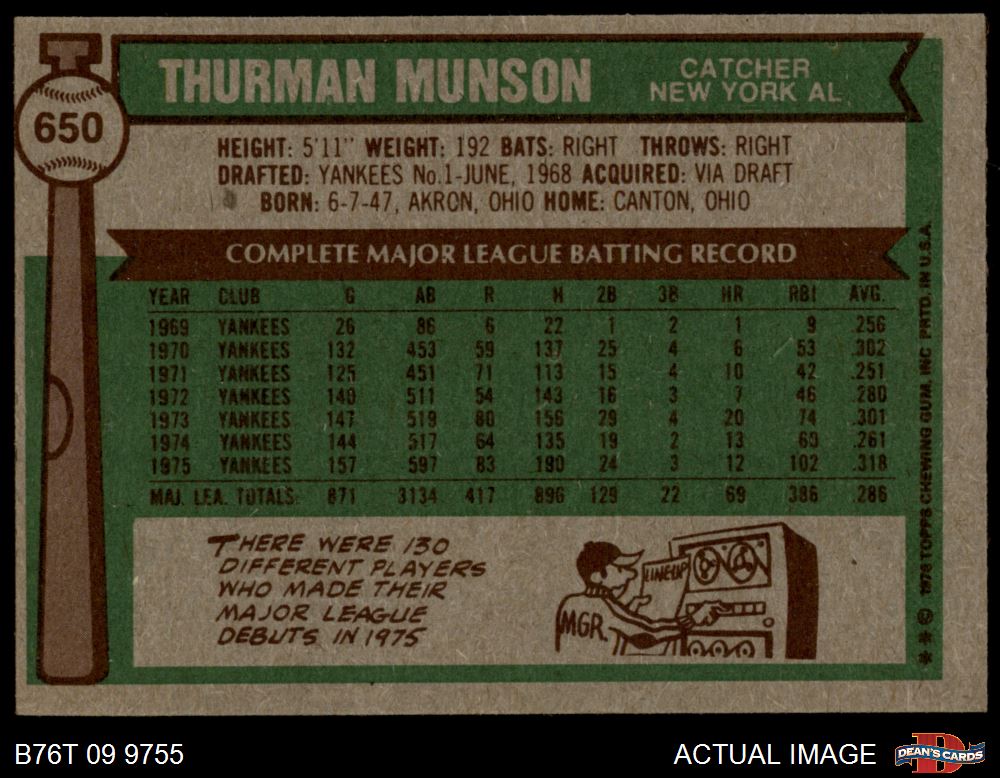 650
THURMAN MUNSON
CATCHER
NEW YORK AL
HEIGHT: 5'11" WEIGHT: 192 BATS: RIGHT THROWS: RIGHT
DRAFTED: YANKEES No.1-JUNE, 1968 ACQUIRED: VIA DRAFT
BORN: 6-7-47, AKRON, OHIO HOME: CANTON, OHIO
COMPLETE MAJOR LEAGUE BATTING RECORD
YEAR CLUB G AB R H 2B 3B HR RBI AVG.
1969 YANKEES 26 86 6 22 1 2 1 9 .256
1970 YANKEES 132 453 59 137 25 4 6 53 .302
1971 YANKEES 125 451 71 113 15 4 10 42 .251
1972 YANKEES 140 511 54 143 16 3 7 46 .280
1973 YANKEES 147 519 80 156 29 4 20 74 .301
1974 YANKEES 144 517 64 135 19 2 13 60 .261
1975 YANKEES 157 597 83 190 24 3 12 102 .318
MAJ. LEA. TOTALS 871 3134 417 896 129 22 69 386 .286
THERE WERE 130
DIFFERENT PLAYERS
WHO MADE THEIR
MAJOR LEAGUE
DEBUTS IN 1975
LINE-UP
MGR.
** © 1976 TOPPS CHEWING GUM, INC PRTD. IN U.S.A.
B76T 09 9755
ACTUAL IMAGE
DEAN'S CARDS